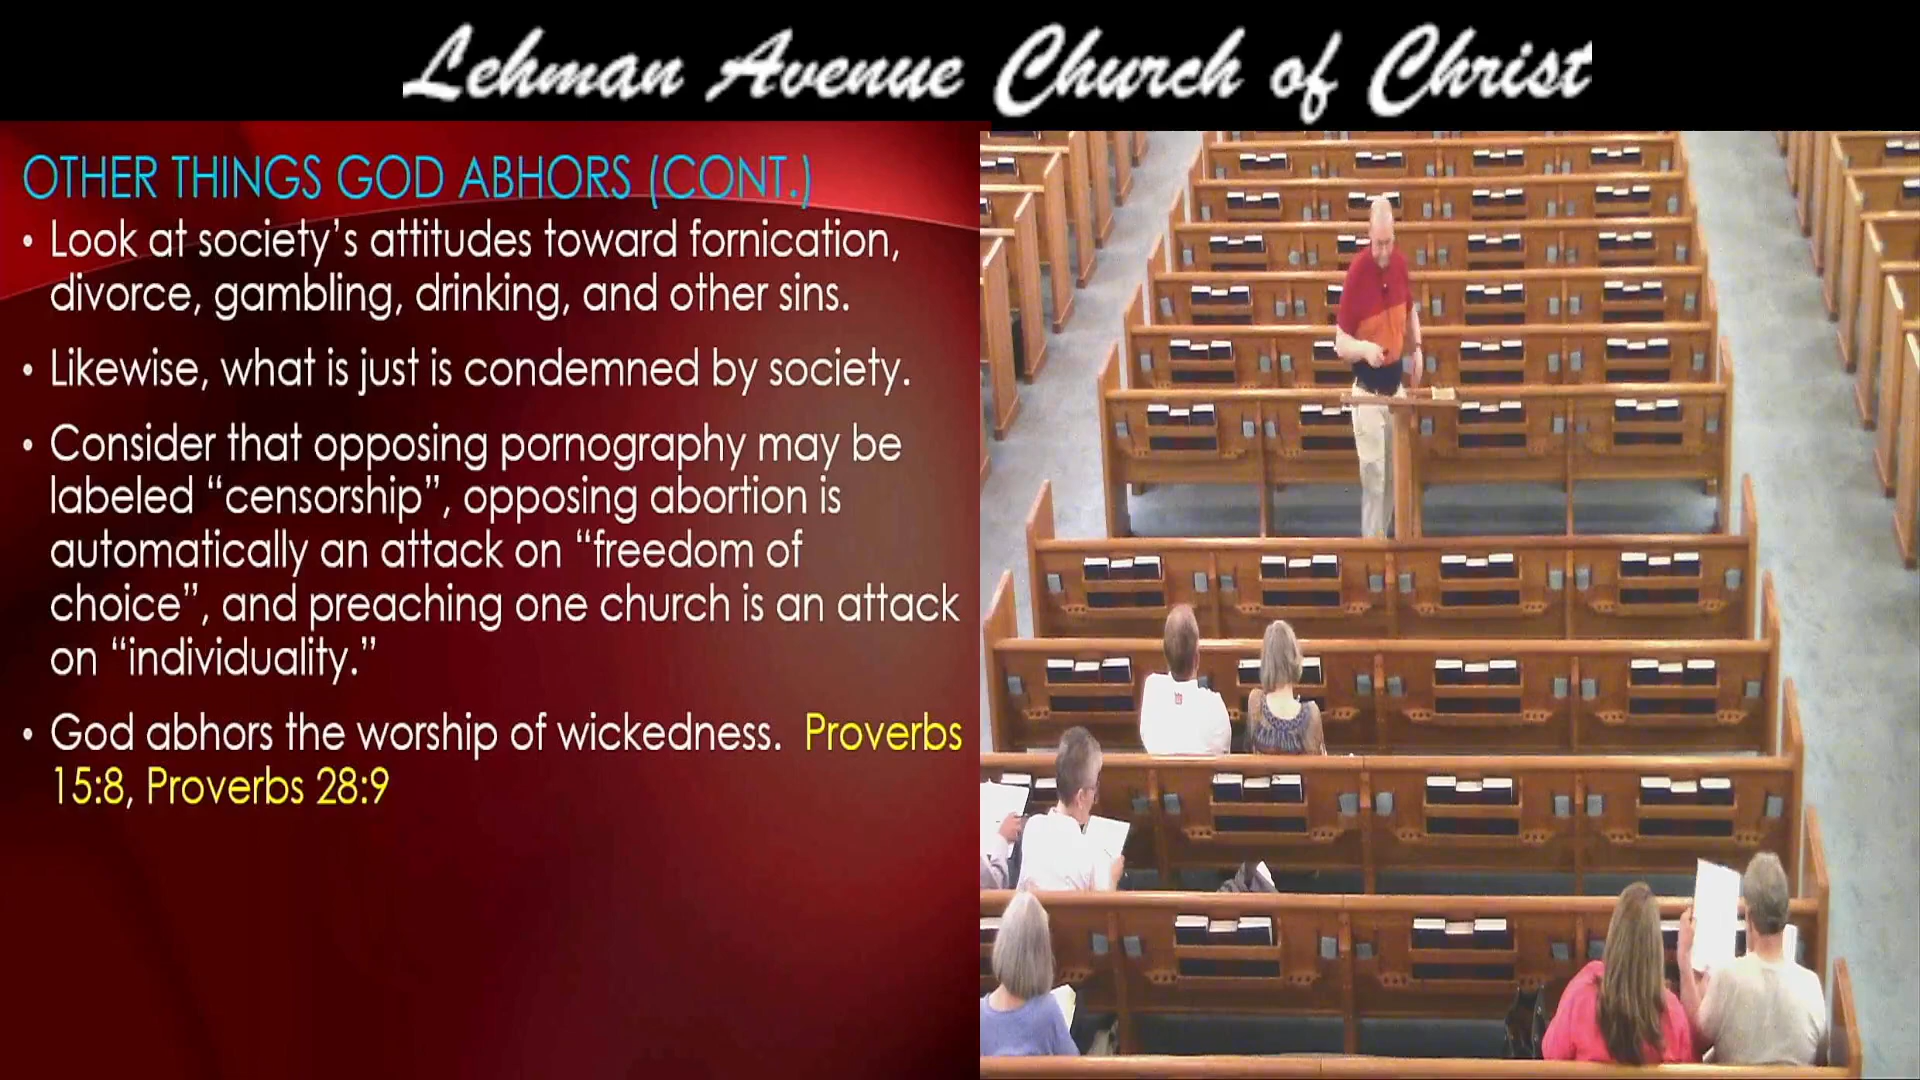 Lehman Avenue Church of Christ
OTHER THINGS GOD ABHORS (CONT.)
• Look at society’s attitudes toward fornication,
divorce, gambling, drinking, and other sins.
• Likewise, what is just is condemned by society.
• Consider that opposing pornography may be
labeled “censorship”, opposing abortion is
automatically an attack on “freedom of
choice”, and preaching one church is an attack
on “individuality.”
• God abhors the worship of wickedness. Proverbs
15:8, Proverbs 28:9